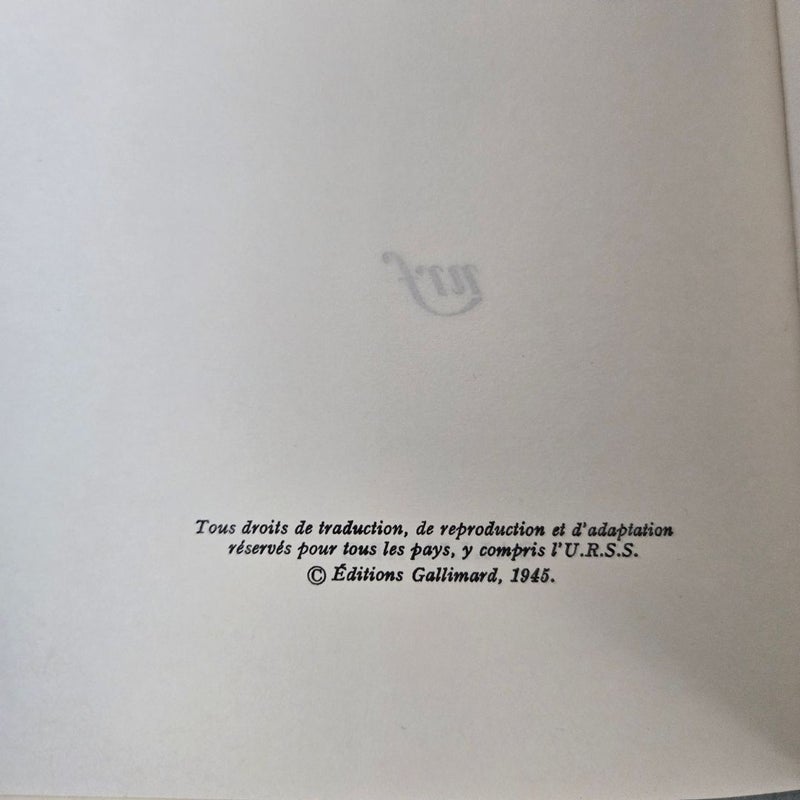 nrf
Tous droits de traduction, de reproduction et d'adaptation
réservés pour tous les pays, y compris l'U.R.S.S.
© Éditions Gallimard, 1945.